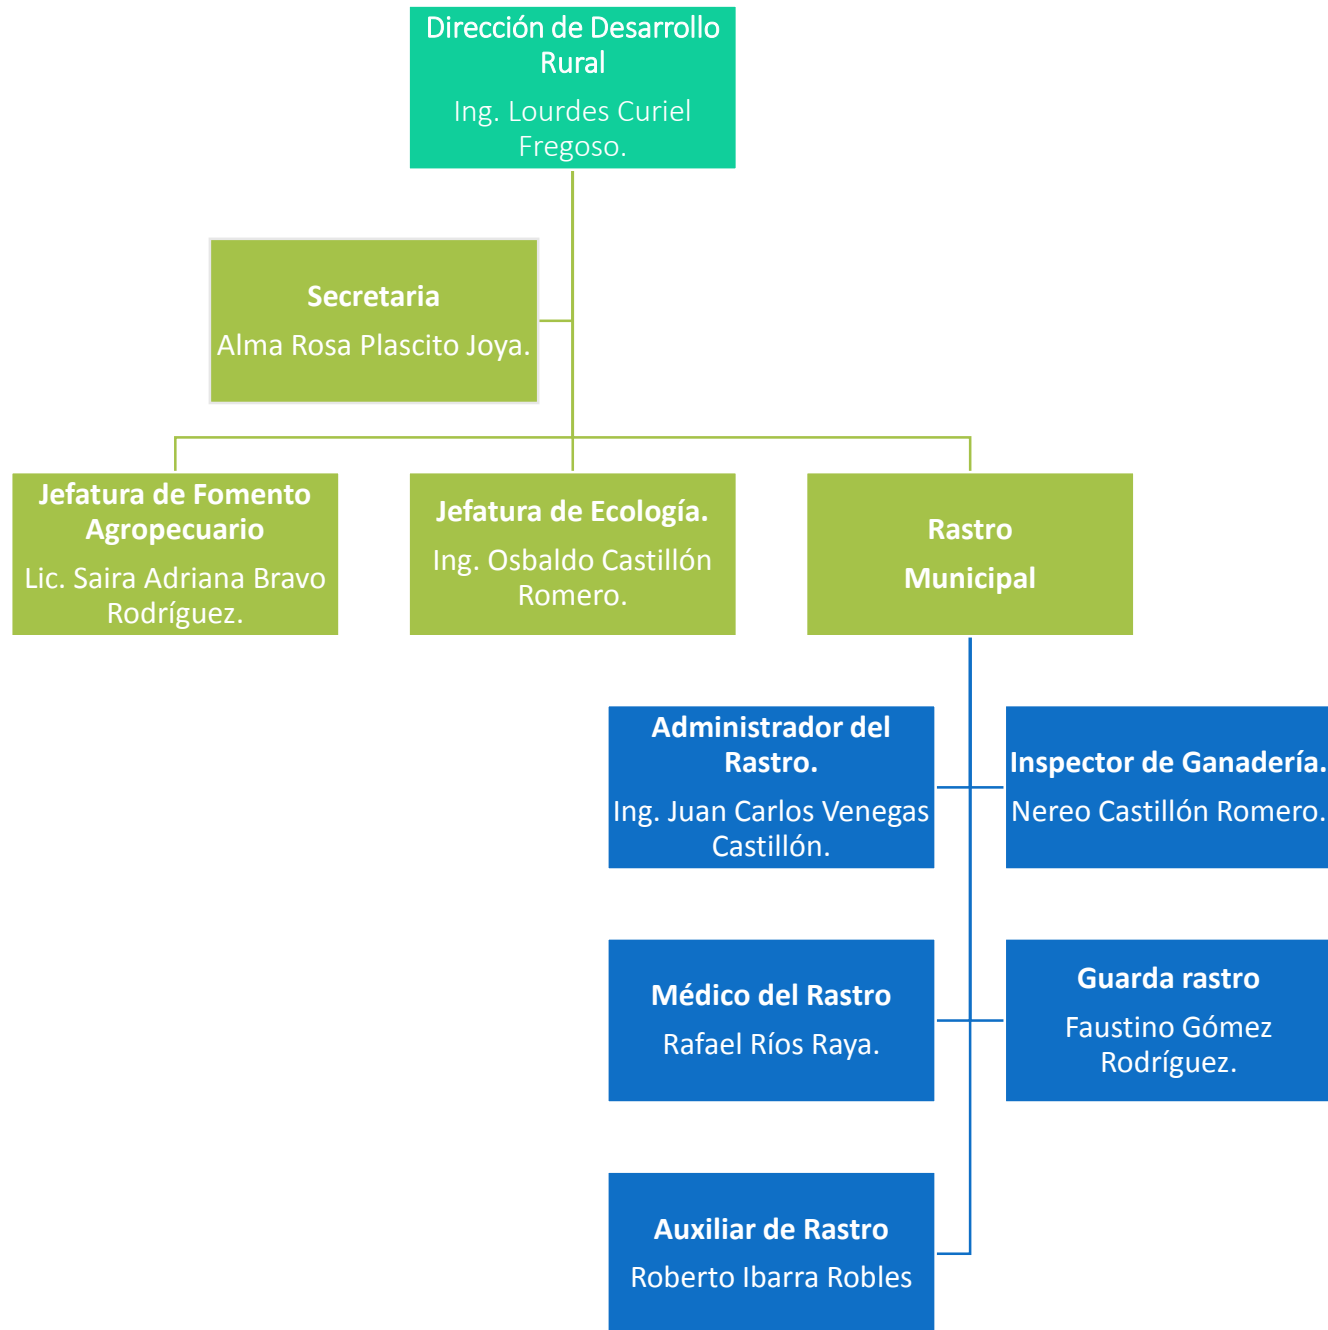 Dirección de Desarrollo
Rural
Ing. Lourdes Curiel
Fregoso.
Secretaria
Alma Rosa Plascito Joya.
Jefatura de Fomento
Agropecuario
Lic. Saira Adriana Bravo
Rodríguez.
Jefatura de Ecología.
Ing. Osbaldo Castillón
Romero.
Rastro
Municipal
Administrador del
Rastro.
Ing. Juan Carlos Venegas
Castillón.
Inspector de Ganadería.
Nereo Castillón Romero.
Médico del Rastro
Rafael Ríos Raya.
Guarda rastro
Faustino Gómez
Rodríguez.
Auxiliar de Rastro
Roberto Ibarra Robles